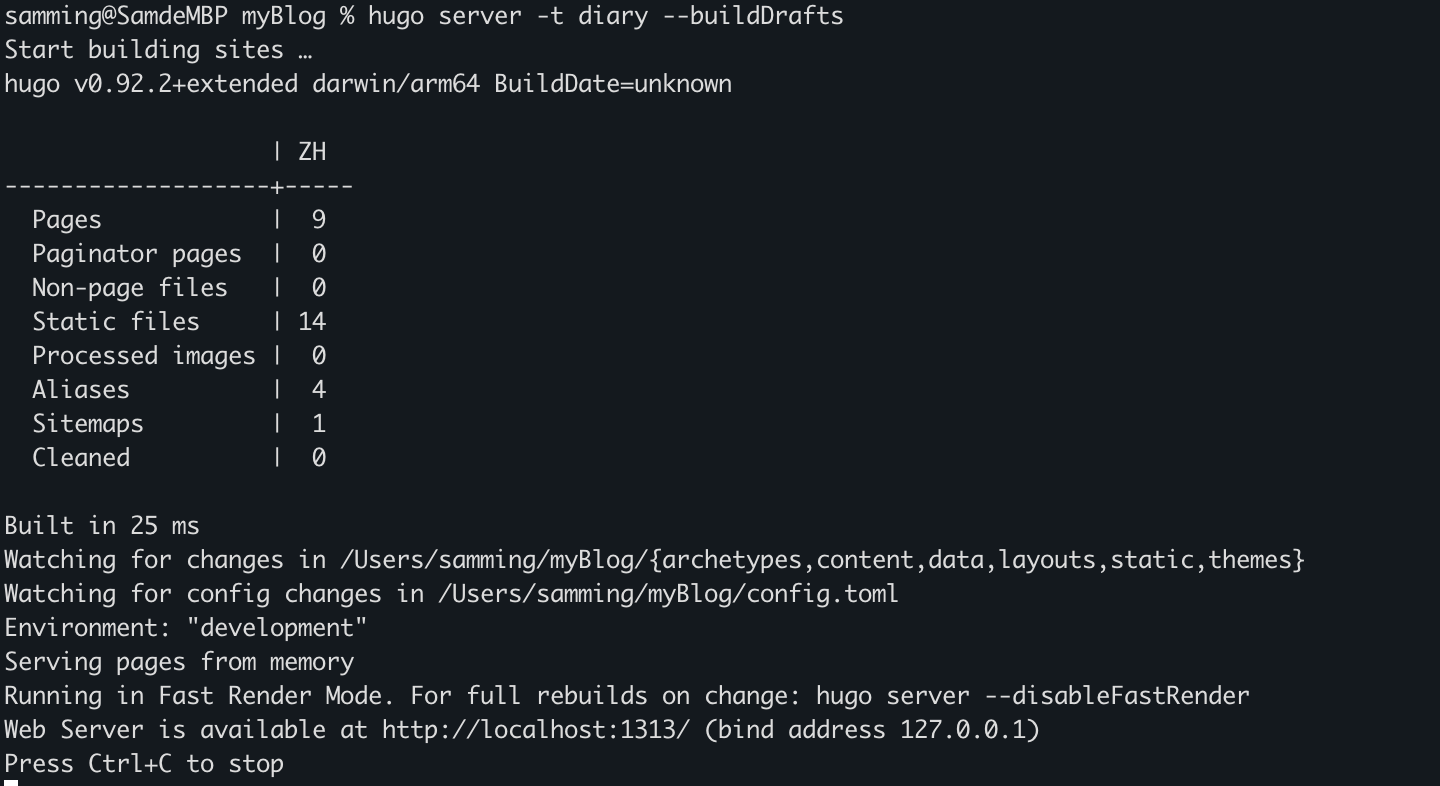 samming@SamdeMBP myBlog % hugo server -t diary --buildDrafts
Start building sites …
hugo v0.92.2+extended darwin/arm64 BuildDate=unknown
                   | ZH
-------------------+-----
  Pages            |  9
  Paginator pages  |  0
  Non-page files   |  0
  Static files     | 14
  Processed images |  0
  Aliases          |  4
  Sitemaps         |  1
  Cleaned          |  0
Built in 25 ms
Watching for changes in /Users/samming/myBlog/{archetypes,content,data,layouts,static,themes}
Watching for config changes in /Users/samming/myBlog/config.toml
Environment: "development"
Serving pages from memory
Running in Fast Render Mode. For full rebuilds on change: hugo server --disableFastRender
Web Server is available at http://localhost:1313/ (bind address 127.0.0.1)
Press Ctrl+C to stop